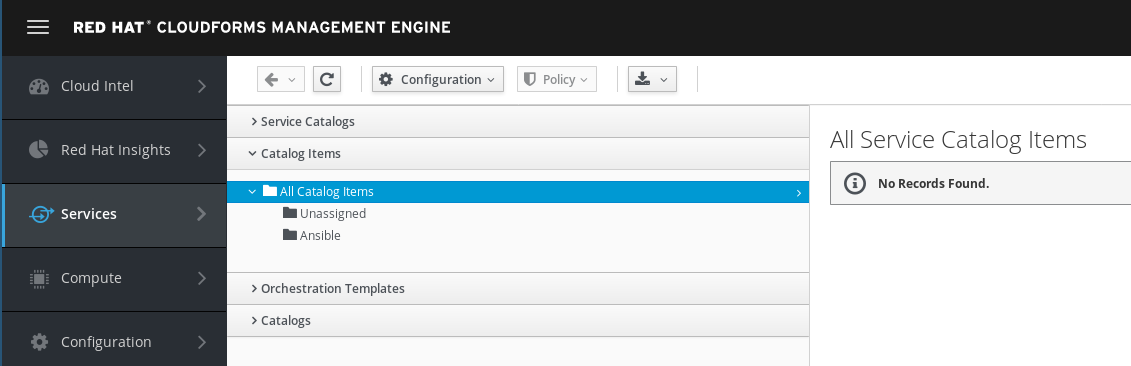 RED HAT® CLOUDFORMS MANAGEMENT ENGINE
Cloud Intel
Red Hat Insights
Services
Compute
Configuration
Configuration
Policy
Service Catalogs
Catalog Items
All Catalog Items
Unassigned
Ansible
Orchestration Templates
Catalogs
All Service Catalog Items
No Records Found.